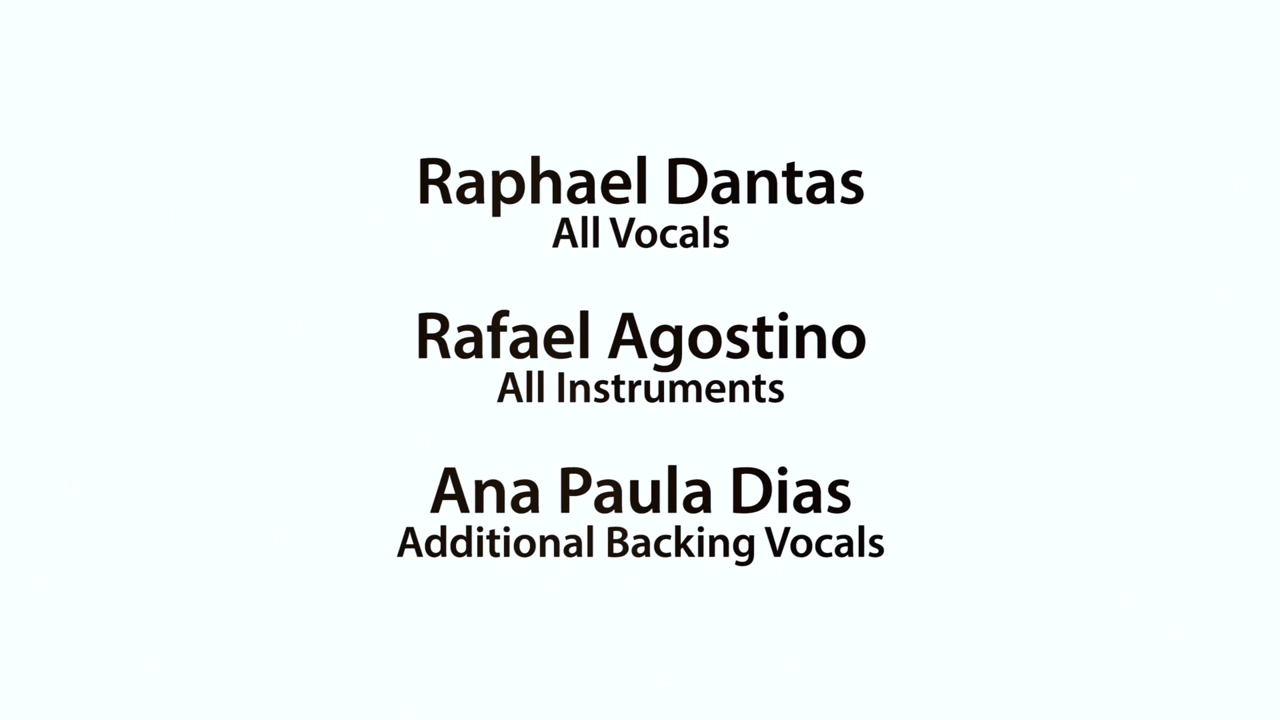 Raphael Dantas
All Vocals
Rafael Agostino
All Instruments
Ana Paula Dias
Additional Backing Vocals